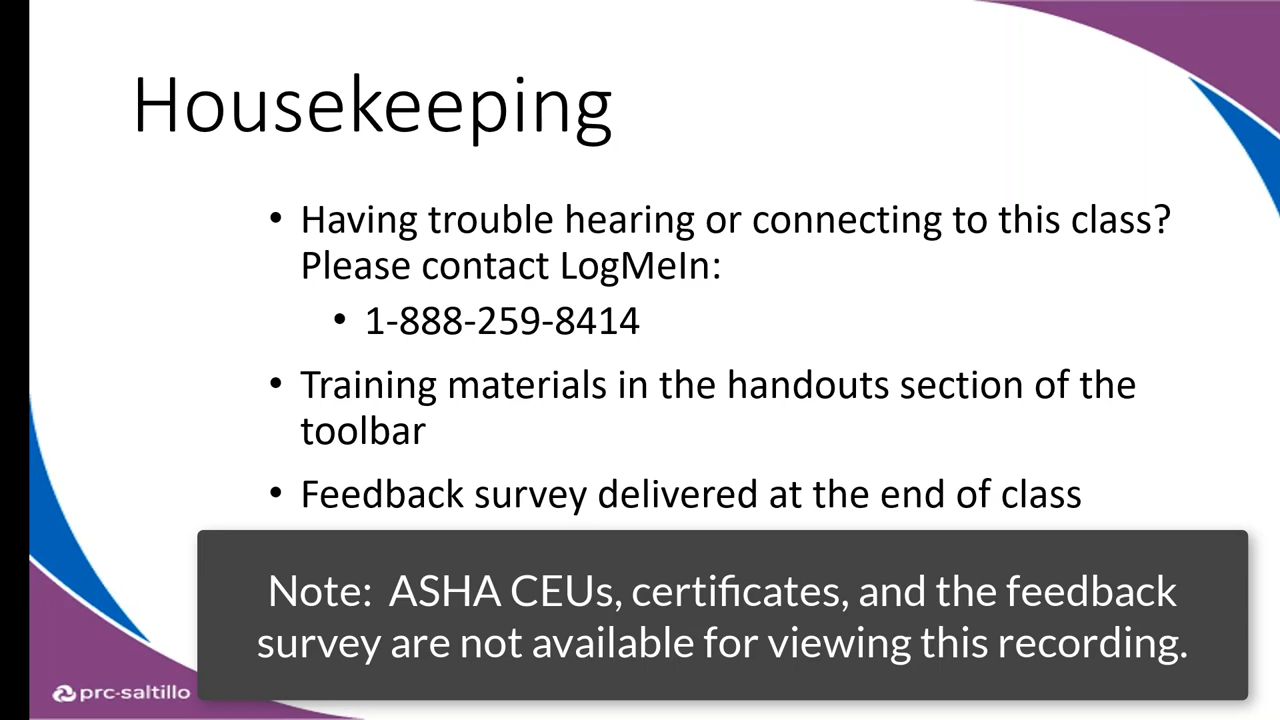 Housekeeping
• Having trouble hearing or connecting to this class?
Please contact LogMeIn:
• 1-888-259-8414
• Training materials in the handouts section of the
toolbar
• Feedback survey delivered at the end of class
Note: ASHA CEUs, certificates, and the feedback
survey are not available for viewing this recording.
prc-saltillo